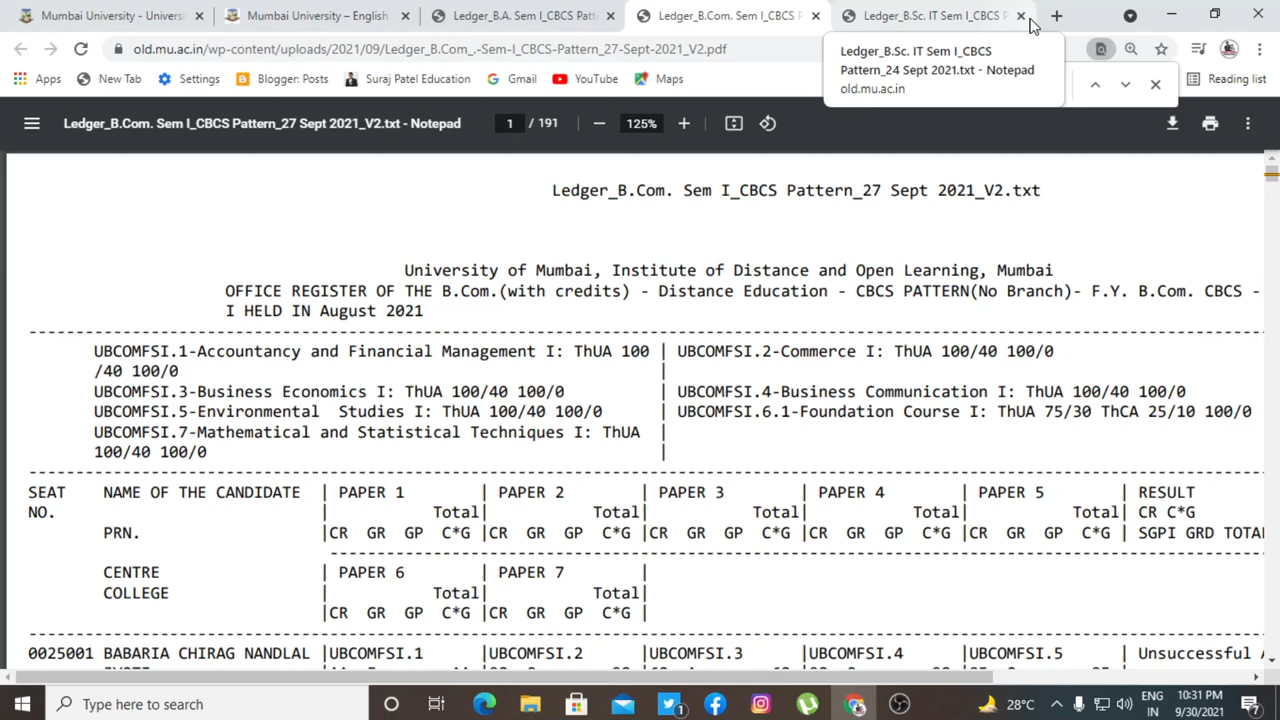 Mumbai University - Universi
Mumbai University – English
Ledger_B.A. Sem I_CBCS Patt
Ledger_B.Com. Sem I_CBCS P
Ledger_B.Sc. IT Sem I_CBCS P
old.mu.ac.in/wp-content/uploads/2021/09/Ledger_B.Com_.-Sem-I_CBCS-Pattern_27-Sept-2021_V2.pdf
Ledger_B.Sc. IT Sem I_CBCS
Pattern_24 Sept 2021.txt - Notepad
old.mu.ac.in
Apps
New Tab
Settings
Blogger: Posts
Suraj Patel Education
Gmail
YouTube
Maps
Reading list
Ledger_B.Com. Sem I_CBCS Pattern_27 Sept 2021_V2.txt - Notepad
1 / 191
125%
Ledger_B.Com. Sem I_CBCS Pattern_27 Sept 2021_V2.txt
University of Mumbai, Institute of Distance and Open Learning, Mumbai
OFFICE REGISTER OF THE B.Com.(with credits) - Distance Education - CBCS PATTERN(No Branch)- F.Y. B.Com. CBCS -
I HELD IN August 2021
UBCOMFSI.1-Accountancy and Financial Management I: ThUA 100 | UBCOMFSI.2-Commerce I: ThUA 100/40 100/0
/40 100/0 |
UBCOMFSI.3-Business Economics I: ThUA 100/40 100/0 | UBCOMFSI.4-Business Communication I: ThUA 100/40 100/0
UBCOMFSI.5-Environmental Studies I: ThUA 100/40 100/0 | UBCOMFSI.6.1-Foundation Course I: ThUA 75/30 ThCA 25/10 100/0
UBCOMFSI.7-Mathematical and Statistical Techniques I: ThUA |
100/40 100/0 |
SEAT NAME OF THE CANDIDATE | PAPER 1 | PAPER 2 | PAPER 3 | PAPER 4 | PAPER 5 | RESULT
NO. | Total| Total| Total| Total| Total| CR C*G
PRN. |CR GR GP C*G|CR GR GP C*G|CR GR GP C*G|CR GR GP C*G|CR GR GP C*G| SGPI GRD TOTAL
CENTRE | PAPER 6 | PAPER 7 |
COLLEGE | Total| Total|
|CR GR GP C*G|CR GR GP C*G|
0025001 BABARIA CHIRAG NANDLAL |UBCOMFSI.1 |UBCOMFSI.2 |UBCOMFSI.3 |UBCOMFSI.4 |UBCOMFSI.5 | Unsuccessful
Type here to search
1
28°C
ENG
IN
10:31 PM
9/30/2021
7